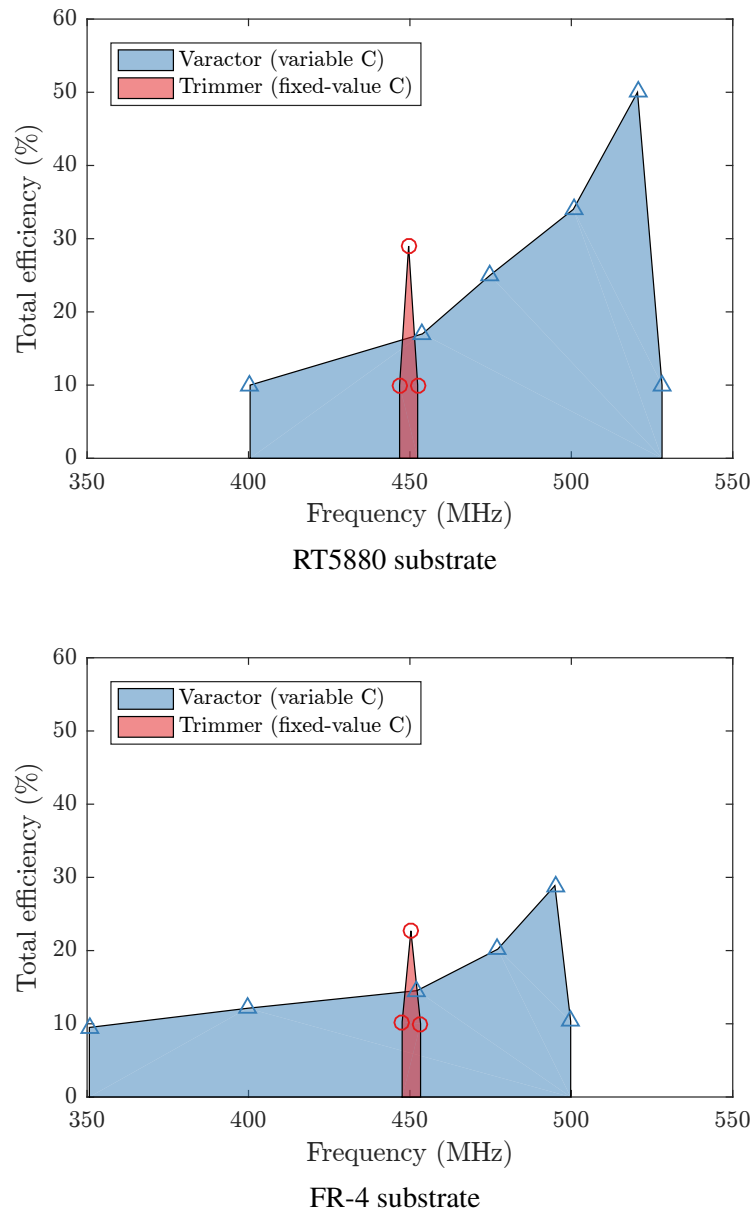 60
50
40
30
20
10
0
Total efficiency (%)
Varactor (variable C)
Trimmer (fixed-value C)
350 400 450 500 550
Frequency (MHz)
RT5880 substrate
60
50
40
30
20
10
0
Total efficiency (%)
Varactor (variable C)
Trimmer (fixed-value C)
350 400 450 500 550
Frequency (MHz)
FR-4 substrate